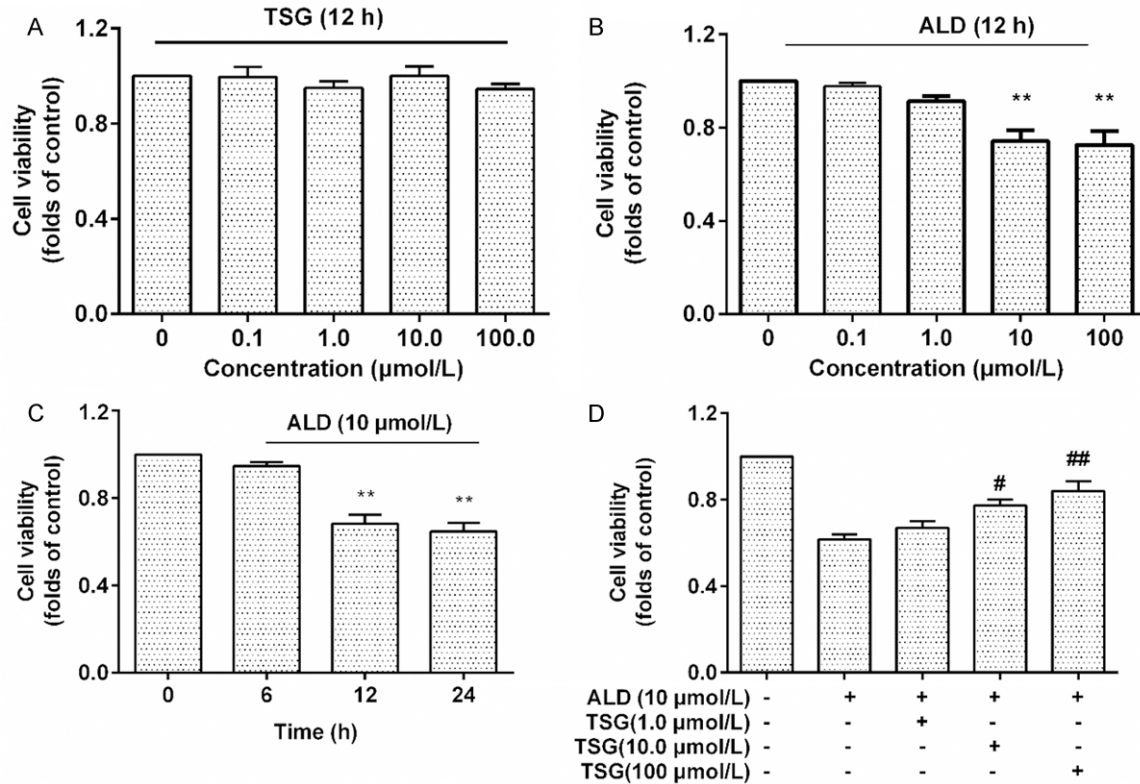 A
TSG (12 h)
1.2
0.8
0.4
0.0
Cell viability
(folds of control)
0
0.1
1.0
10.0
100.0
Concentration (µmol/L)
B
ALD (12 h)
1.2
0.8
0.4
0.0
Cell viability
(folds of control)
**
**
0
0.1
1.0
10
100
Concentration (µmol/L)
C
ALD (10 µmol/L)
1.2
0.8
0.4
0.0
Cell viability
(folds of control)
**
**
0
6
12
24
Time (h)
D
1.2
0.8
0.4
0.0
Cell viability
(folds of control)
#
##
ALD (10 µmol/L) - + + + +
TSG(1.0 µmol/L) - - + - -
TSG(10.0 µmol/L) - - - + -
TSG(100 µmol/L) - - - - +